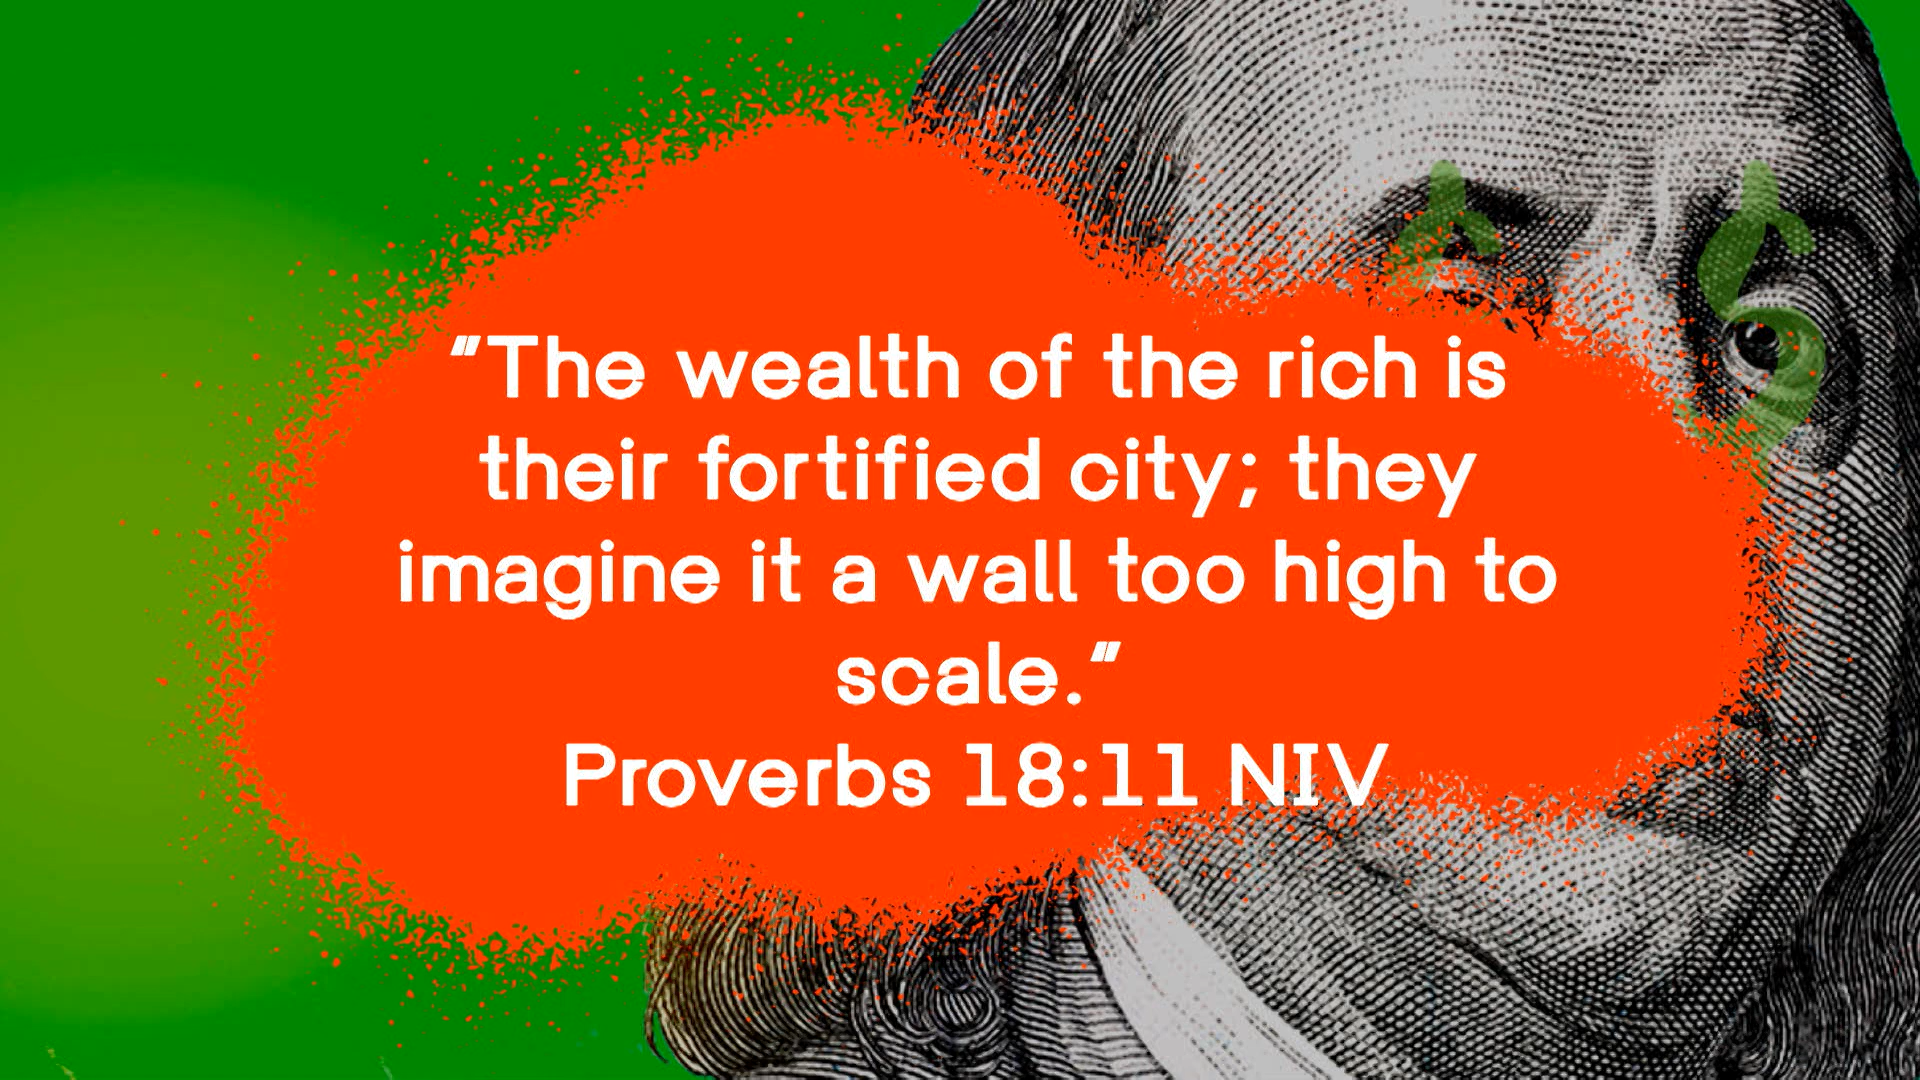 "The wealth of the rich is
their fortified city; they
imagine it a wall too high to
scale."
Proverbs 18:11 NIV